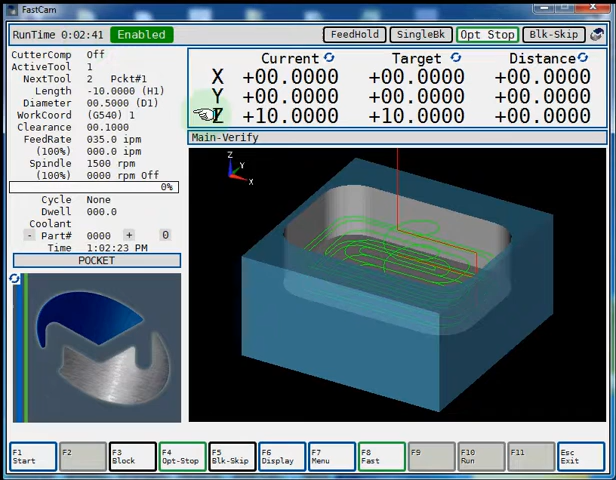 FastCam
RunTime 0:02:41 Enabled FeedHold SingleBk Opt Stop Blk-Skip
CutterComp Off
ActiveTool 1
NextTool 2 Pckt#1
Length -10.0000 (H1)
Diameter 00.5000 (D1)
WorkCoord (G540) 1
Clearance 00.1000
FeedRate 035.0 ipm
(100%) 000.0 ipm
Spindle 1500 rpm
(100%) 0000 rpm Off
0%
Cycle None
Dwell 000.0
Coolant
- Part# 0000 + 0
Time 1:02:23 PM
POCKET
Current Target Distance
X +00.0000 +00.0000 +00.0000
Y +00.0000 +00.0000 +00.0000
Z +10.0000 +10.0000 +00.0000
Main-Verify
Z
Y
X
F1 Start
F2
F3 Block
F4 Opt-Stop
F5 Blk-Skip
F6 Display
F7 Menu
F8 Fast
F9
F10 Run
F11
Esc Exit